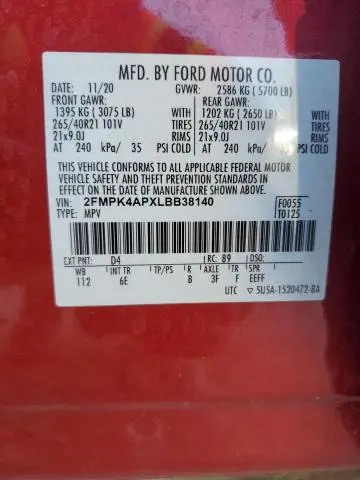 MFD. BY FORD MOTOR CO.
DATE: 11/20 GVWR: 2586 KG ( 5700 LB)
FRONT GAWR: REAR GAWR:
1395 KG ( 3075 LB) WITH 1202 KG ( 2650 LB) WITH
265/40R21 101V TIRES 265/40R21 101V TIRES
21x9.0J RIMS 21x9.0J RIMS
AT 240 kPa/ 35 PSI COLD AT 240 kPa/ 35 PSI COLD
THIS VEHICLE CONFORMS TO ALL APPLICABLE FEDERAL MOTOR
VEHICLE SAFETY AND THEFT PREVENTION STANDARDS IN
EFFECT ON THE DATE OF MANUFACTURE SHOWN ABOVE.
VIN: 2FMPK4APXLBB38140 F0055
TYPE: MPV T0125
EXT PNT: D4 RC: 89 DSO:
WB INT TR TP/PS R AXLE TR SPR
112 6E B 3F F EEFF
UTC ▽ 5U5A-1520472-BA